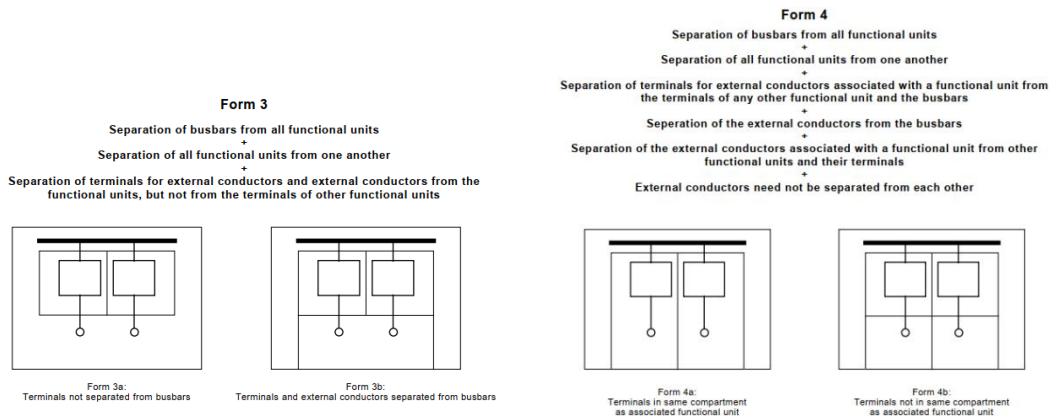 Form 3
Separation of busbars from all functional units
+
Separation of all functional units from one another
+
Separation of terminals for external conductors and external conductors from the
functional units, but not from the terminals of other functional units
Form 3a:
Terminals not separated from busbars
Form 3b:
Terminals and external conductors separated from busbars
Form 4
Separation of busbars from all functional units
+
Separation of all functional units from one another
+
Separation of terminals for external conductors associated with a functional unit from
the terminals of any other functional unit and the busbars
+
Seperation of the external conductors from the busbars
+
Separation of the external conductors associated with a functional unit from other
functional units and their terminals
+
External conductors need not be separated from each other
Form 4a:
Terminals in same compartment
as associated functional unit
Form 4b:
Terminals not in same compartment
as associated functional unit